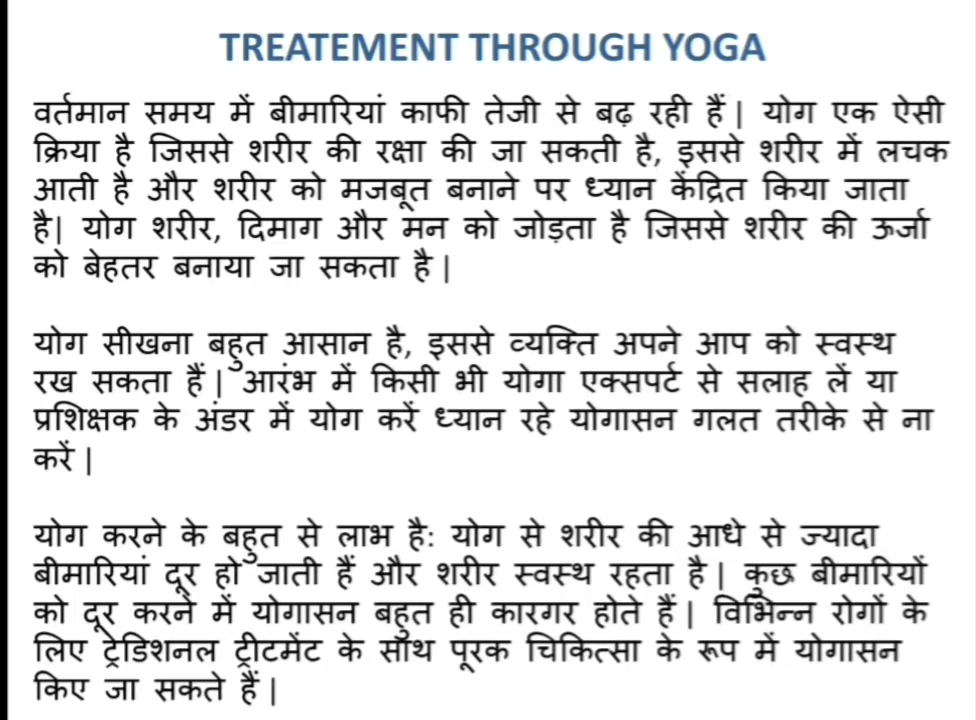 TREATEMENT THROUGH YOGA
वर्तमान समय में बीमारियां काफी तेजी से बढ़ रही हैं| योग एक ऐसी
क्रिया है जिससे शरीर की रक्षा की जा सकती है, इससे शरीर में लचक
आती है और शरीर को मजबूत बनाने पर ध्यान केंद्रित किया जाता
है| योग शरीर, दिमाग और मन को जोड़ता है जिससे शरीर की ऊर्जा
को बेहतर बनाया जा सकता है|
योग सीखना बहुत आसान है, इससे व्यक्ति अपने आप को स्वस्थ
रख सकता हैं| आरंभ में किसी भी योगा एक्सपर्ट से सलाह लें या
प्रशिक्षक के अंडर में योग करें ध्यान रहे योगासन गलत तरीके से ना
करें|
योग करने के बहुत से लाभ है: योग से शरीर की आधे से ज्यादा
बीमारियां दूर हो जाती हैं और शरीर स्वस्थ रहता है| कुछ बीमारियों
को दूर करने में योगासन बहुत ही कारगर होते हैं| विभिन्न रोगों के
लिए ट्रेडिशनल ट्रीटमेंट के साथ पूरक चिकित्सा के रूप में योगासन
किए जा सकते हैं|